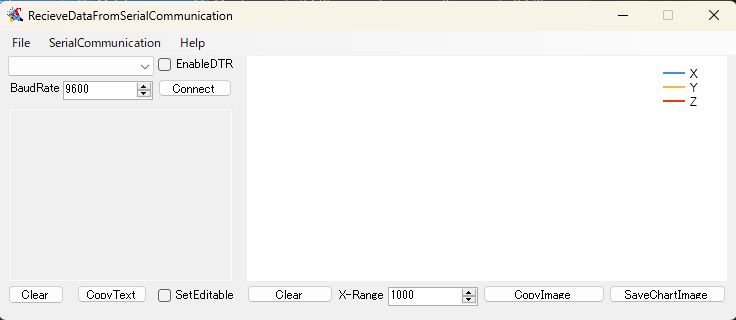 RecieveDataFromSerialCommunication
File SerialCommunication Help
EnableDTR
BaudRate 9600 Connect
X
Y
Z
Clear CopyText SetEditable Clear X-Range 1000 CopyImage SaveChartImage